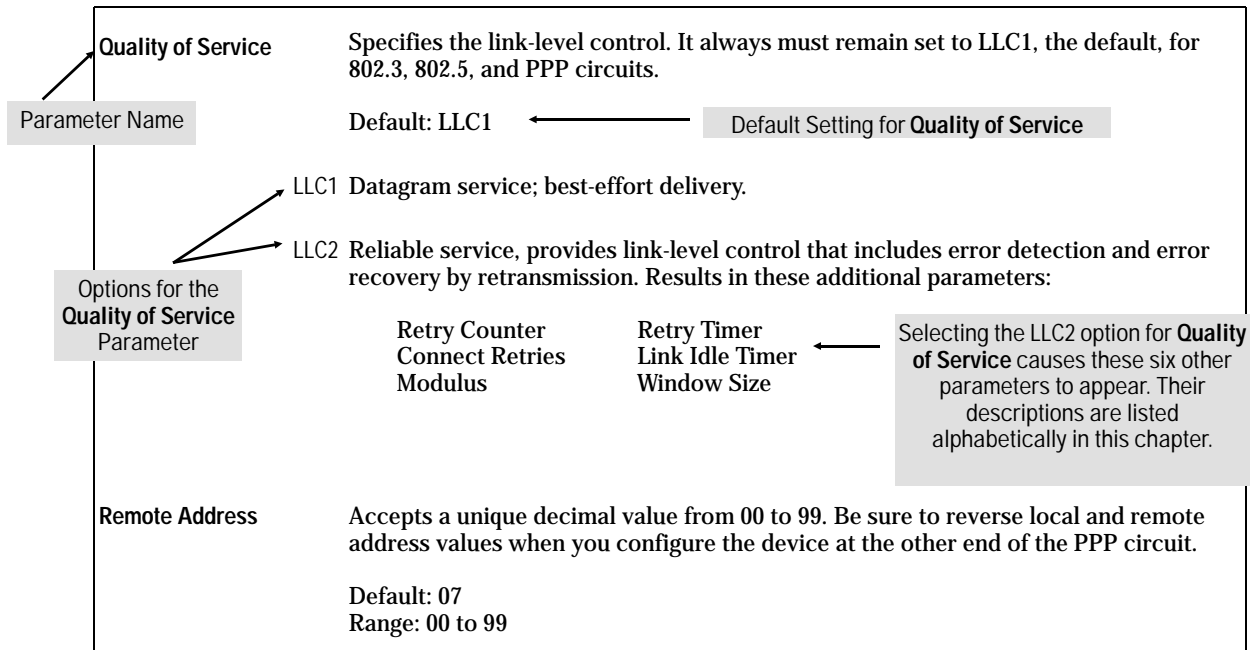 Quality of Service
Specifies the link-level control. It always must remain set to LLC1, the default, for
802.3, 802.5, and PPP circuits.
Parameter Name
Default: LLC1
Default Setting for Quality of Service
LLC1 Datagram service; best-effort delivery.
LLC2 Reliable service, provides link-level control that includes error detection and error
recovery by retransmission. Results in these additional parameters:
Options for the
Quality of Service
Parameter
Retry Counter Retry Timer
Connect Retries Link Idle Timer
Modulus Window Size
Selecting the LLC2 option for Quality
of Service causes these six other
parameters to appear. Their
descriptions are listed
alphabetically in this chapter.
Remote Address
Accepts a unique decimal value from 00 to 99. Be sure to reverse local and remote
address values when you configure the device at the other end of the PPP circuit.
Default: 07
Range: 00 to 99